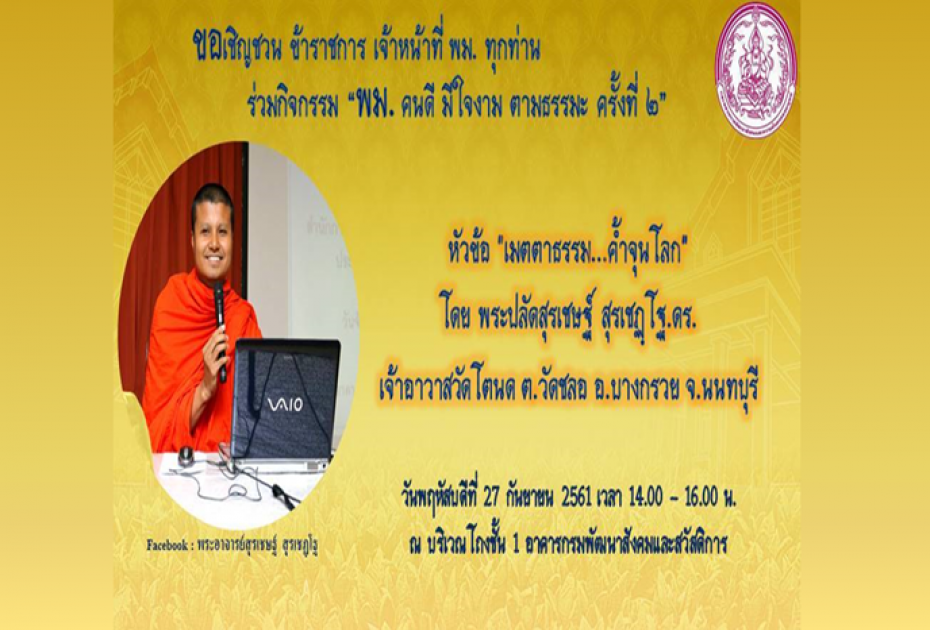 ขอเชิญชวน ข้าราชการ เจ้าหน้าที่ พม. ทุกท่าน
ร่วมกิจกรรม “พม. คนดี มีใจงาม ตามธรรมะ ครั้งที่ ๒”
หัวข้อ "เมตตาธรรม...ค้ำจุนโลก"
โดย พระปลัดสุรเชษฐ์ สุรเชฏฺโฐ.ดร.
เจ้าอาวาสวัดโตนด ต.วัดชลอ อ.บางกรวย จ.นนทบุรี
VAIO
วันพฤหัสบดีที่ 27 กันยายน 2561 เวลา 14.00 – 16.00 น.
ณ บริเวณโถงชั้น 1 อาคารกรมพัฒนาสังคมและสวัสดิการ
Facebook : พระอาจารย์สุรเชษฐ์ สุรเชฏฺโฐ